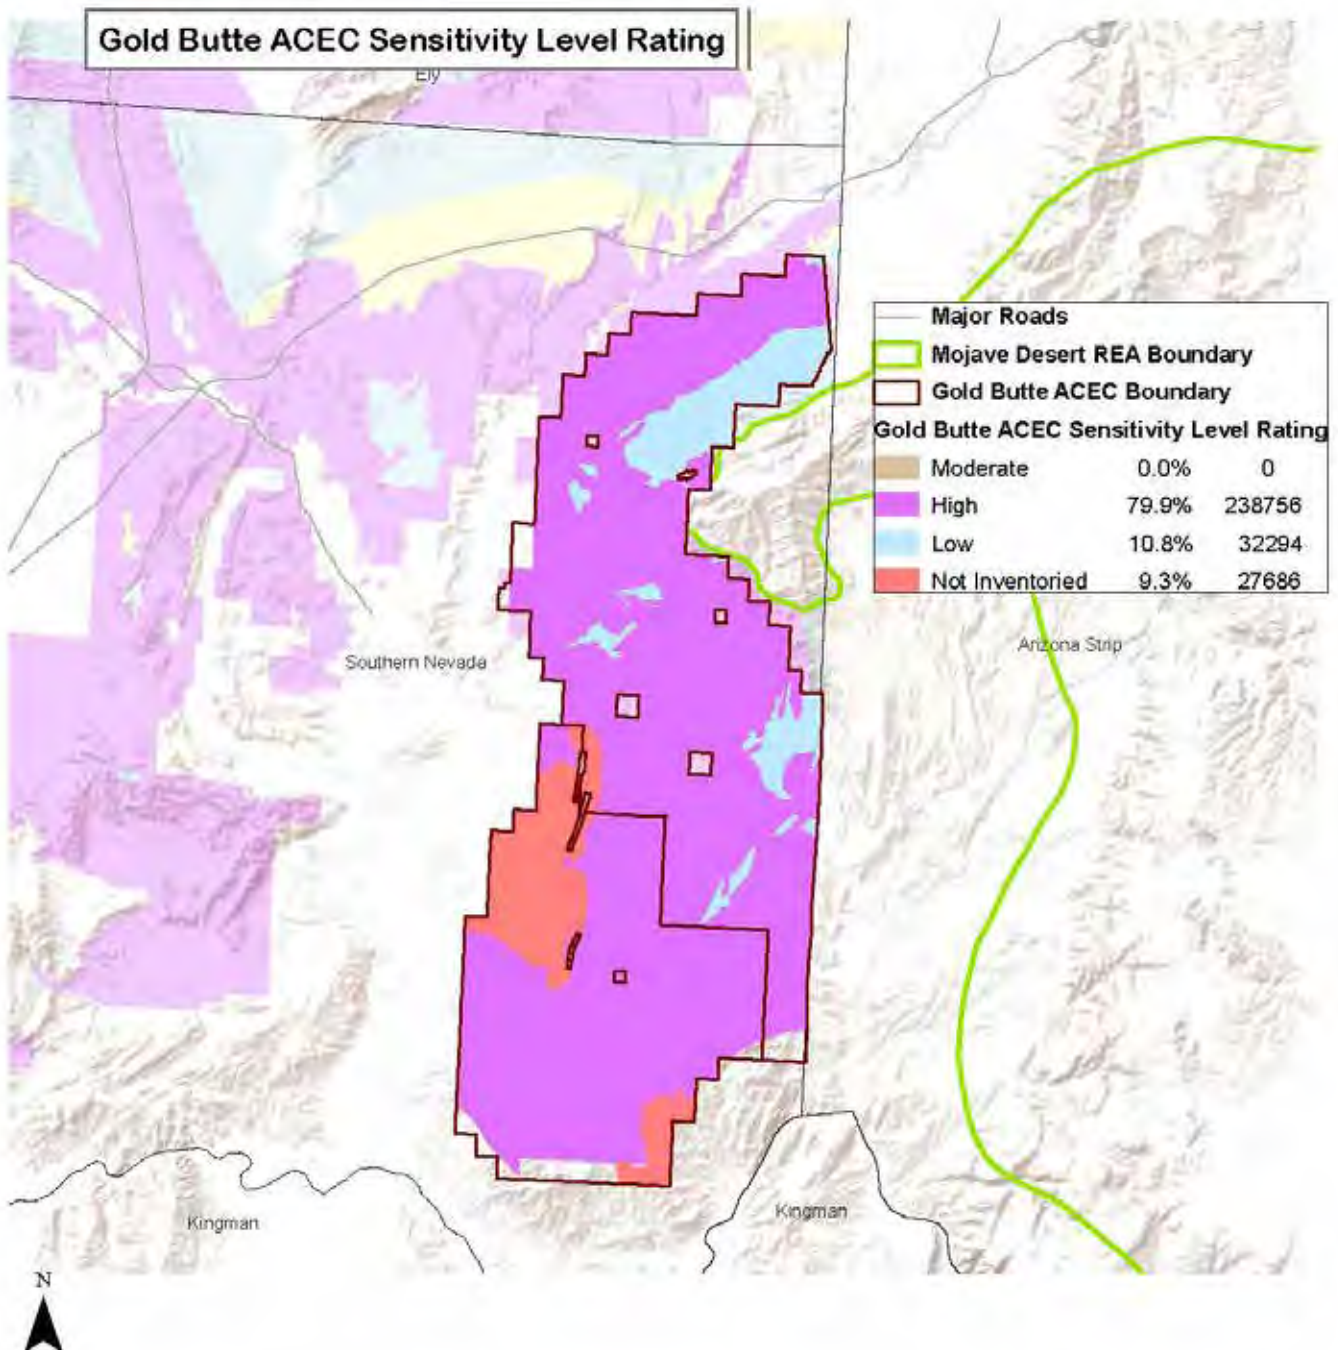 Gold Butte ACEC Sensitivity Level Rating
Ely
Major Roads
Mojave Desert REA Boundary
Gold Butte ACEC Boundary
Gold Butte ACEC Sensitivity Level Rating
Moderate 0.0% 0
High 79.9% 238756
Low 10.8% 32294
Not Inventoried 9.3% 27686
Arizona Strip
Southern Nevada
Kingman
Kingman
N